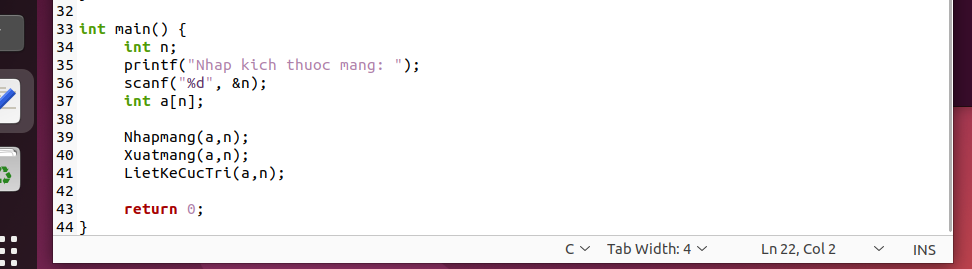 32
33 int main() {
34 int n;
35 printf("Nhap kich thuoc mang: ");
36 scanf("%d", &n);
37 int a[n];
38
39 Nhapmang(a,n);
40 Xuatmang(a,n);
41 LietKeCucTri(a,n);
42
43 return 0;
44 }
C Tab Width: 4 Ln 22, Col 2 INS